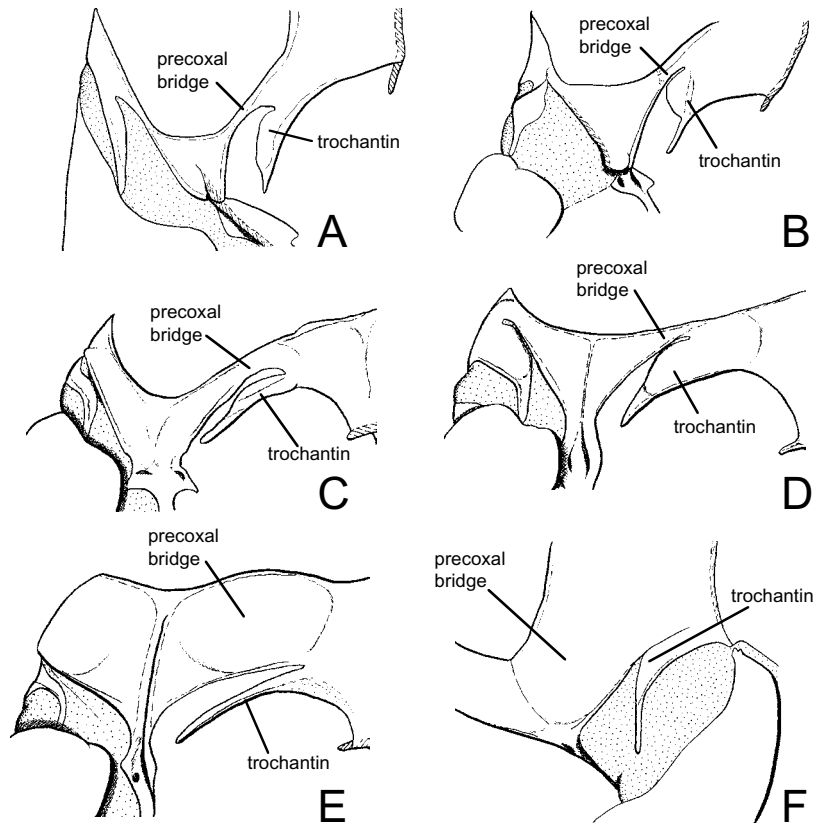 precoxal
bridge
trochantin
A
precoxal
bridge
trochantin
B
precoxal
bridge
trochantin
C
precoxal
bridge
trochantin
D
precoxal
bridge
trochantin
E
precoxal
bridge
trochantin
F